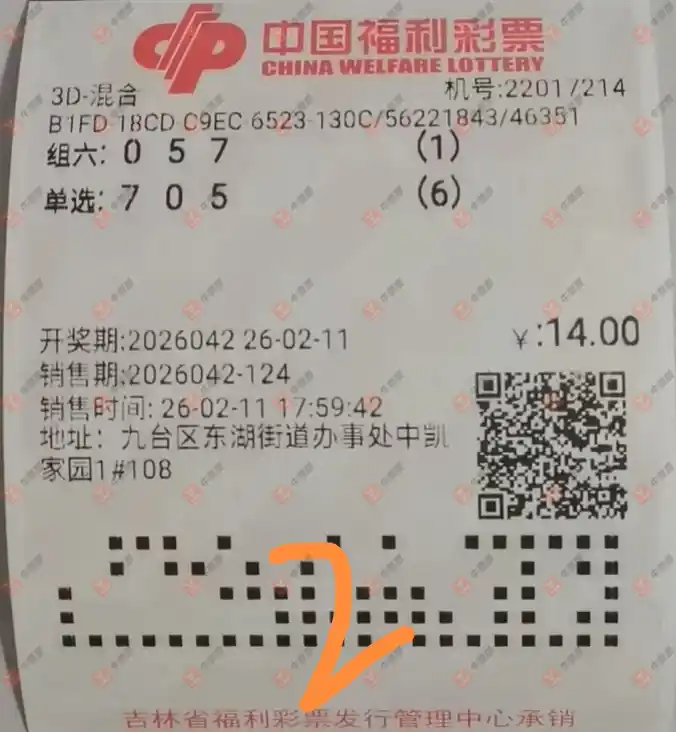 中国福利彩票
CHINA WELFARE LOTTERY
3D-混合 机号:22017214
B1FD-18CD-C9EC-6523-130C/56221843/46351
组六: 0 5 7 (1)
单选: 7 0 5 (6)
开奖期:2026042 26-02-11 ¥:14.00
销售期:2026042-124
销售时间: 26-02-11 17:59:42
地址: 九台区东湖街道办事处中凯
家园1#108
2
吉林省福利彩票发行管理中心承销